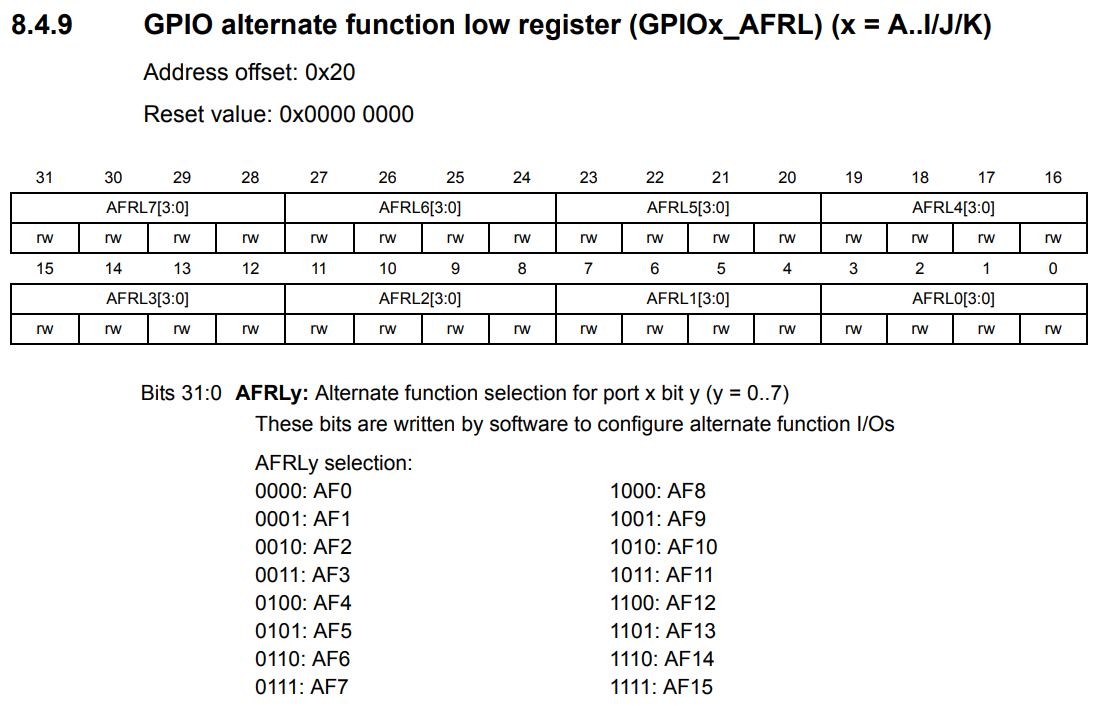 8.4.9 GPIO alternate function low register (GPIOx_AFRL) (x = A..I/J/K)
Address offset: 0x20
Reset value: 0x0000 0000
31 30 29 28 27 26 25 24 23 22 21 20 19 18 17 16
AFRL7[3:0] AFRL6[3:0] AFRL5[3:0] AFRL4[3:0]
rw rw rw rw rw rw rw rw rw rw rw rw rw rw rw rw
15 14 13 12 11 10 9 8 7 6 5 4 3 2 1 0
AFRL3[3:0] AFRL2[3:0] AFRL1[3:0] AFRL0[3:0]
rw rw rw rw rw rw rw rw rw rw rw rw rw rw rw rw
Bits 31:0 AFRLy: Alternate function selection for port x bit y (y = 0..7)
These bits are written by software to configure alternate function I/Os
AFRLy selection:
0000: AF0 1000: AF8
0001: AF1 1001: AF9
0010: AF2 1010: AF10
0011: AF3 1011: AF11
0100: AF4 1100: AF12
0101: AF5 1101: AF13
0110: AF6 1110: AF14
0111: AF7 1111: AF15